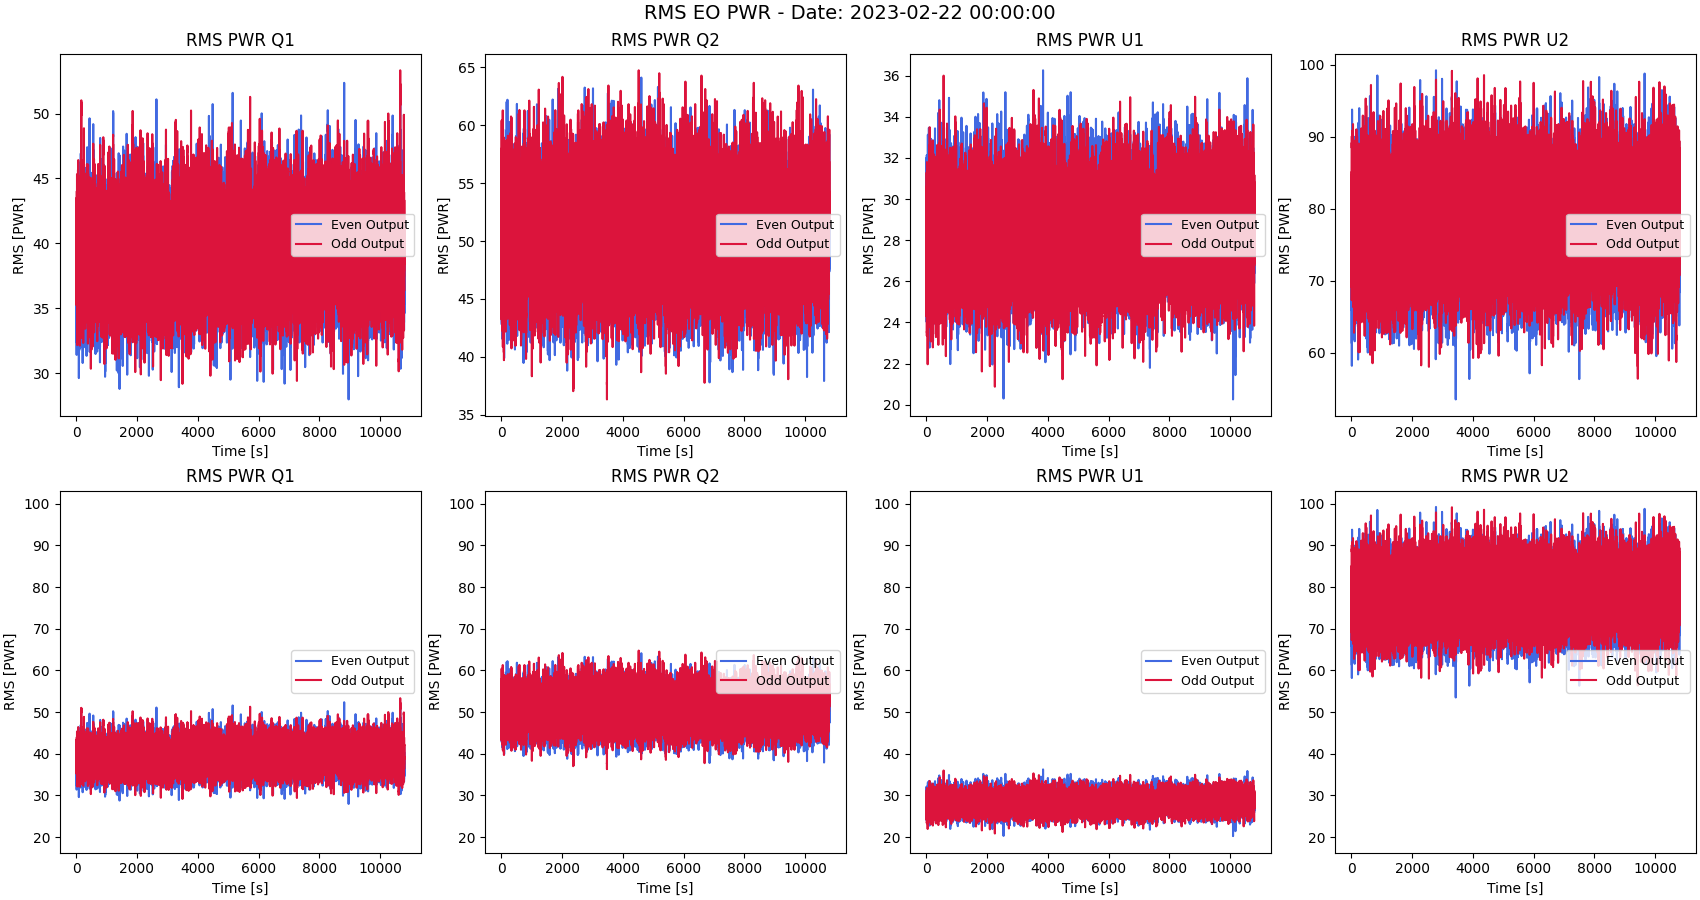 RMS EO PWR - Date: 2023-02-22 00:00:00
RMS PWR Q1
RMS PWR Q2
RMS PWR U1
RMS PWR U2
RMS [PWR]
50
45
40
35
30
Even Output
Odd Output
0 2000 4000 6000 8000 10000
Time [s]
RMS [PWR]
65
60
55
50
45
40
35
Even Output
Odd Output
0 2000 4000 6000 8000 10000
Time [s]
RMS [PWR]
36
34
32
30
28
26
24
22
20
Even Output
Odd Output
0 2000 4000 6000 8000 10000
Time [s]
RMS [PWR]
100
90
80
70
60
Even Output
Odd Output
0 2000 4000 6000 8000 10000
Time [s]
RMS PWR Q1
RMS PWR Q2
RMS PWR U1
RMS PWR U2
RMS [PWR]
100
90
80
70
60
50
40
30
20
Even Output
Odd Output
0 2000 4000 6000 8000 10000
Time [s]
RMS [PWR]
100
90
80
70
60
50
40
30
20
Even Output
Odd Output
0 2000 4000 6000 8000 10000
Time [s]
RMS [PWR]
100
90
80
70
60
50
40
30
20
Even Output
Odd Output
0 2000 4000 6000 8000 10000
Time [s]
RMS [PWR]
100
90
80
70
60
50
40
30
20
Even Output
Odd Output
0 2000 4000 6000 8000 10000
Time [s]